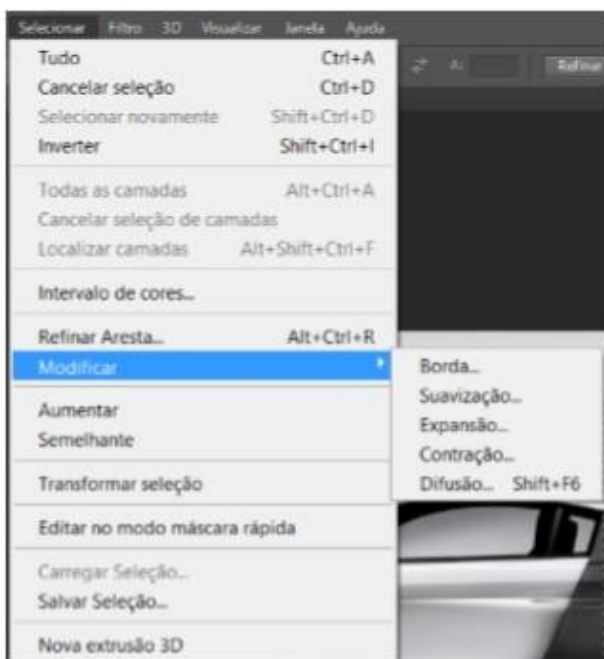 Selecionar Filtro 3D Visualizar Janela Ajuda
Tudo Ctrl+A
Cancelar seleção Ctrl+D
Selecionar novamente Shift+Ctrl+D
Inverter Shift+Ctrl+I
Todas as camadas Alt+Ctrl+A
Cancelar seleção de camadas
Localizar camadas Alt+Shift+Ctrl+F
Intervalo de cores...
Refinar Aresta... Alt+Ctrl+R
Modificar
Aumentar
Semelhante
Transformar seleção
Editar no modo máscara rápida
Carregar Seleção...
Salvar Seleção...
Nova extrusão 3D
A:
Refinar
Borda...
Suavização...
Expansão...
Contração...
Difusão... Shift+F6